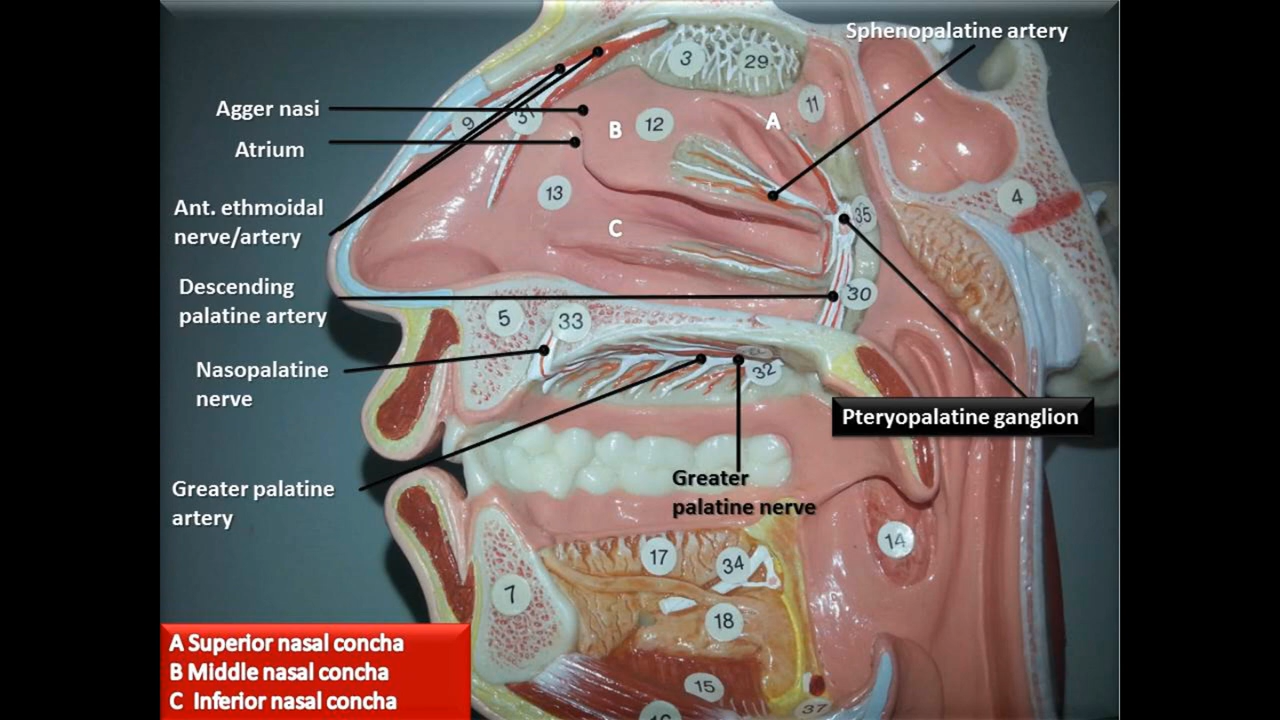 Sphenopalatine artery
3
29
Agger nasi
11
9
31
B
12
A
Atrium
13
4
Ant. ethmoidal
nerve/artery
35
C
Descending
palatine artery
30
5
33
Nasopalatine
nerve
32
Pteryopalatine ganglion
Greater palatine
artery
Greater
palatine nerve
14
17
34
7
18
A Superior nasal concha
B Middle nasal concha
C Inferior nasal concha
15
37
16